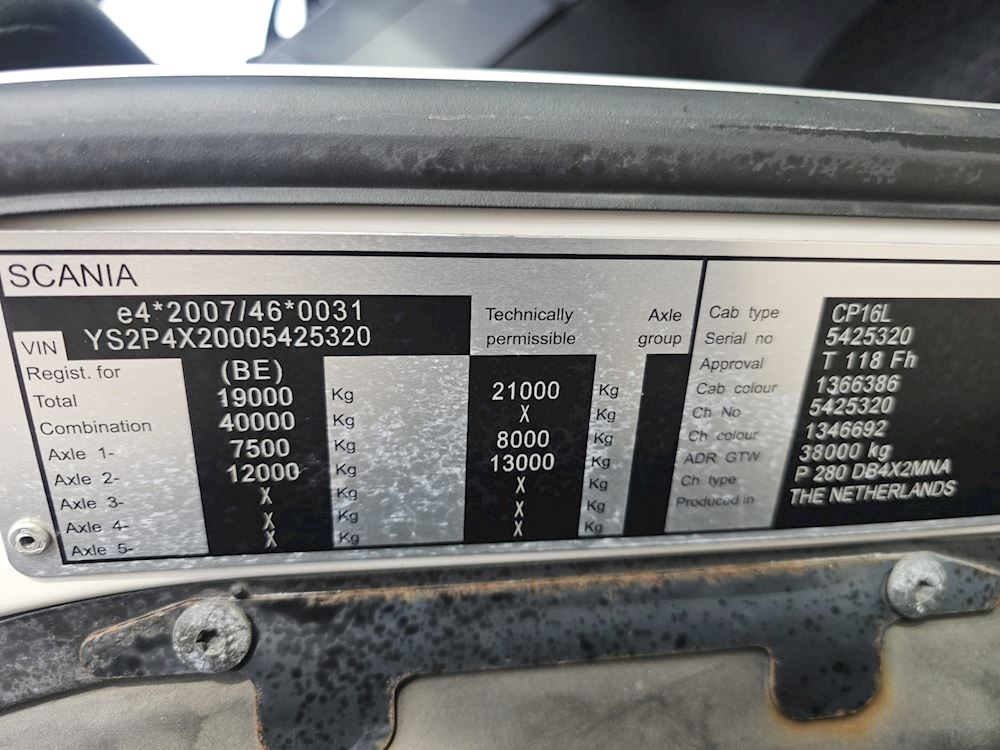 SCANIA
e4*2007/46*0031
VIN YS2P4X20005425320
Technically permissible
Axle group
Regist. for (BE)
Total 19000 Kg 21000 Kg
Combination 40000 Kg X Kg
Axle 1- 7500 Kg 8000 Kg
Axle 2- 12000 Kg 13000 Kg
Axle 3- X Kg X Kg
Axle 4- X Kg X Kg
Axle 5- X Kg X Kg
Cab type CP16L
Serial no 5425320
Approval T 118 Fh
Cab colour 1366386
Ch No 5425320
Ch colour 1346692
ADR GTW 38000 kg
Ch type P 280 DB4X2MNA
Produced in THE NETHERLANDS